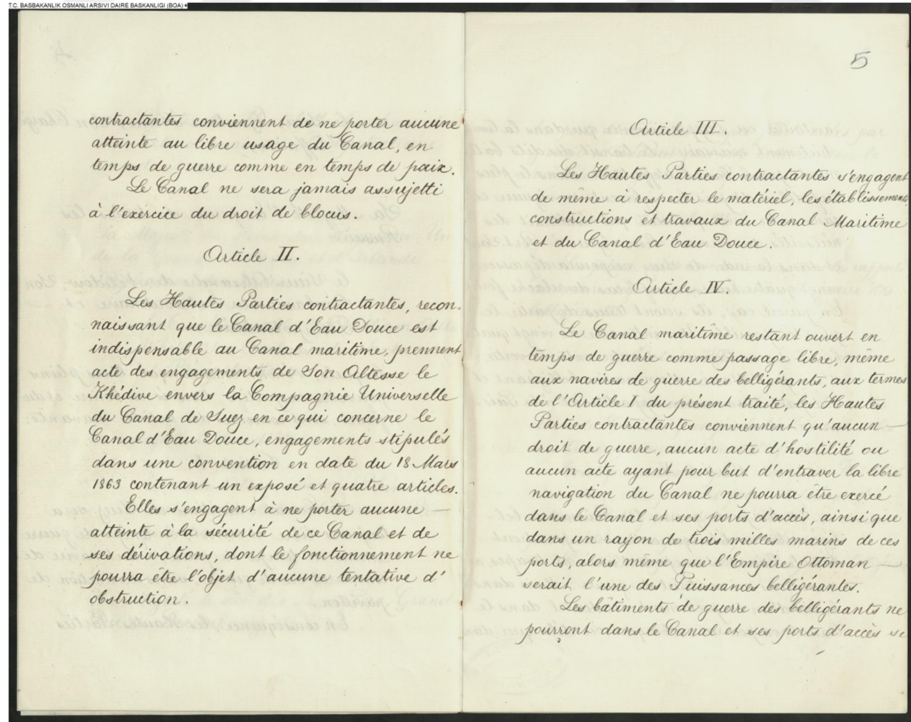 T.C. BASBAKANLIK OSMANLI ARSIVI DAIRE BASKANLIGI (BOA)
contractantes conviennent de ne porter aucune
atteinte au libre usage du Canal, en
temps de guerre comme en temps de paix.
Le Canal ne sera jamais assujetti
à l'exercice du droit de blocus.
Article II.
Les Hautes Parties contractantes, recon-
naissant que le Canal d'Eau Douce est
indispensable au Canal maritime, prennent
acte des engagements de Son Altesse le
Khédive envers la Compagnie Universelle
du Canal de Suez en ce qui concerne le
Canal d'Eau Douce, engagements stipulés
dans une convention en date du 18 Mars
1863 contenant un exposé et quatre articles.
Elles s'engagent à ne porter aucune —
atteinte à la sécurité de ce Canal et de
ses dérivations, dont le fonctionnement ne
pourra être l'objet d'aucune tentative d'
obstruction.
5
Article III.
Les Hautes Parties contractantes s'engagent
de même à respecter le matériel, les établissemen
constructions et travaux du Canal Maritime
et du Canal d'Eau Douce.
Article IV.
Le Canal maritime restant ouvert en
temps de guerre comme passage libre, même
aux navires de guerre des belligérants, aux termes
de l'Article I du présent traité, les Hautes
Parties contractantes conviennent qu'aucun —
droit de guerre, aucun acte d'hostilité ou
aucun acte ayant pour but d'entraver la libre
navigation du Canal ne pourra être exercé
dans le Canal et ses ports d'accès, ainsi que
dans un rayon de trois milles marins de ces
ports, alors même que l'Empire Ottoman —
serait l'une des Puissances belligérantes.
Les bâtiments de guerre des belligérants ne
pourront dans le Canal et ses ports d'accès se